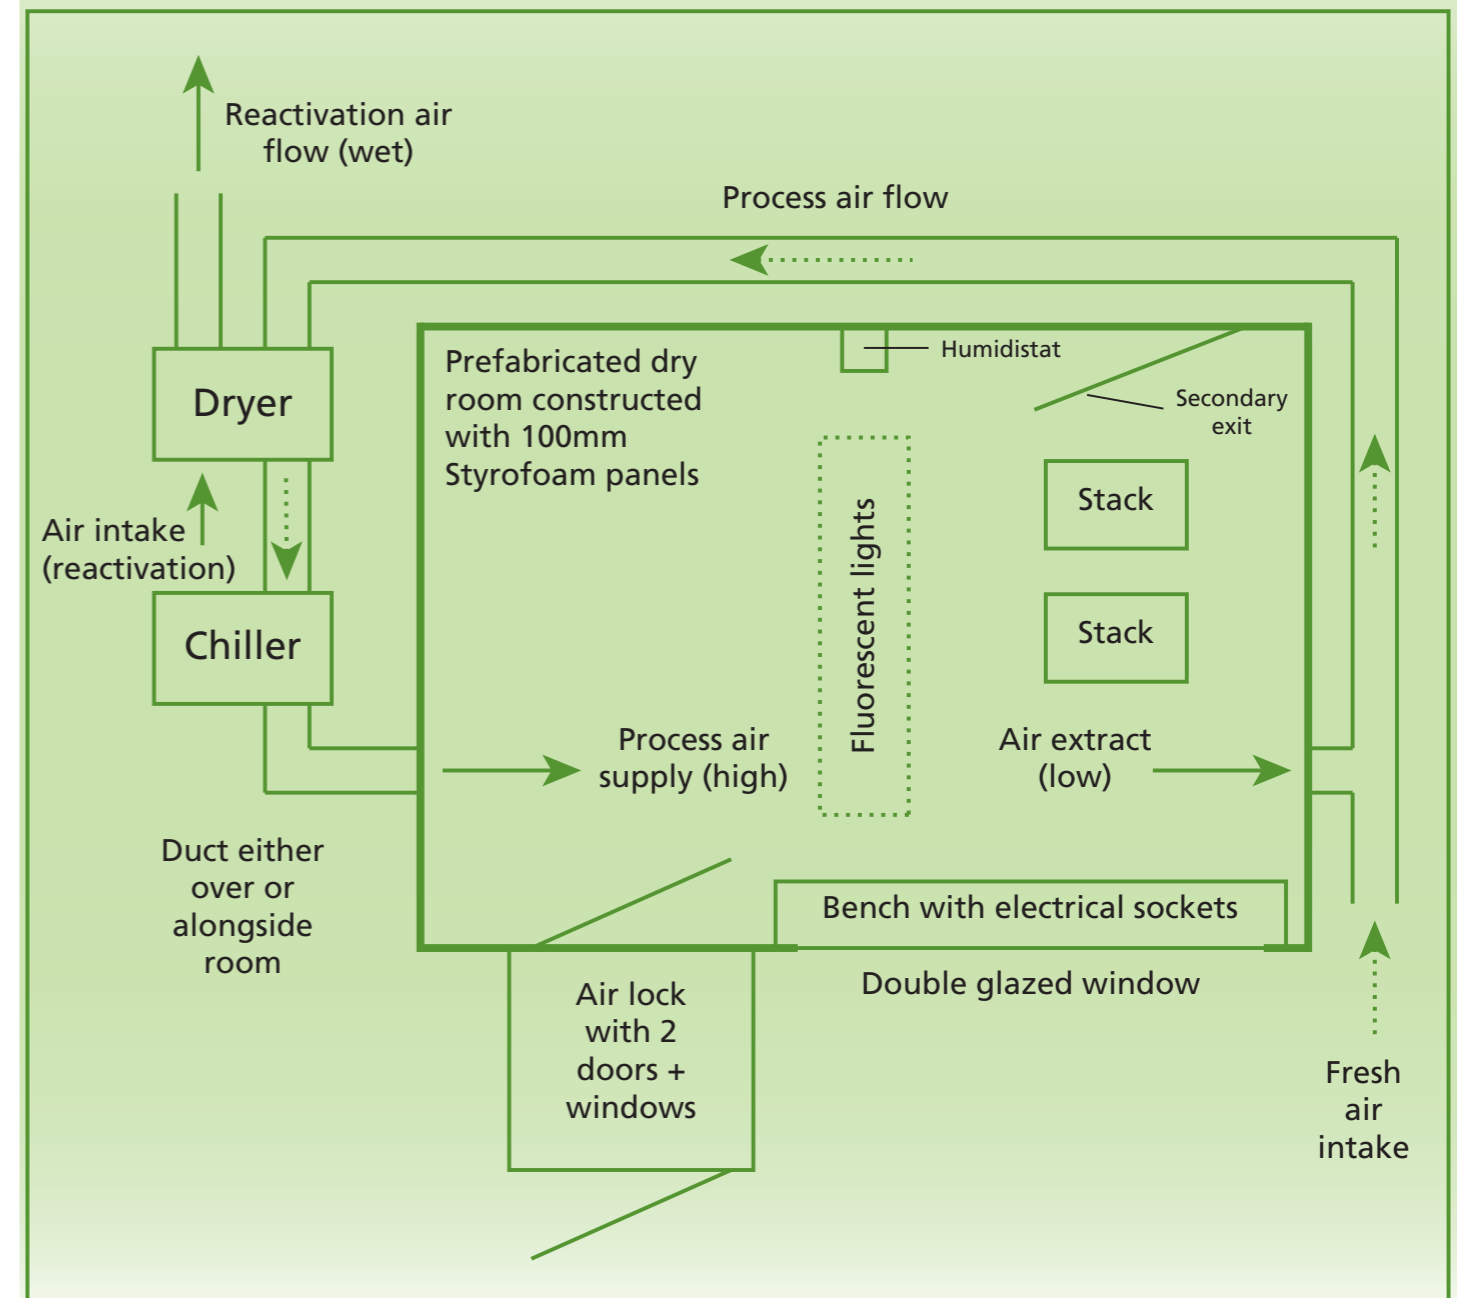 Reactivation air
flow (wet)
Process air flow
Prefabricated dry
room constructed
with 100mm
Styrofoam panels
Humidistat
Secondary
exit
Dryer
Stack
Air intake
(reactivation)
Fluorescent lights
Stack
Chiller
Process air
supply (high)
Air extract
(low)
Duct either
over or
alongside
room
Bench with electrical sockets
Double glazed window
Air lock
with 2
doors +
windows
Fresh
air
intake